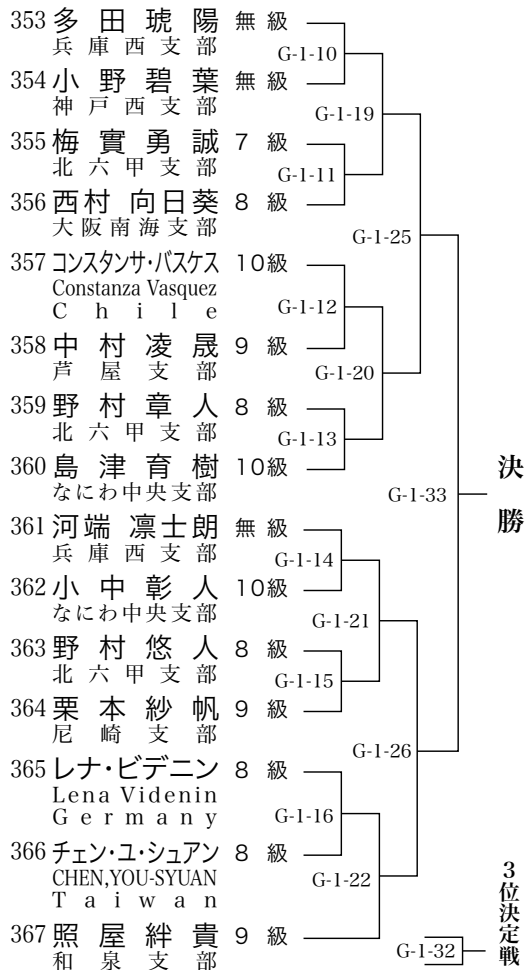 353 多田琥陽 無級
兵庫西支部
G-1-10
354 小野碧葉 無級
神戸西支部
G-1-19
355 梅實勇誠 7級
北六甲支部
G-1-11
356 西村 向日葵 8級
大阪南海支部
G-1-25
357 コンスタンサ・バスケス 10級
Constanza Vasquez
Chile
G-1-12
358 中村凌晟 9級
芦屋支部
G-1-20
359 野村章人 8級
北六甲支部
G-1-13
360 島津育樹 10級
なにわ中央支部
G-1-33
決勝
361 河端 凛士朗 無級
兵庫西支部
G-1-14
362 小中彰人 10級
なにわ中央支部
G-1-21
363 野村悠人 8級
北六甲支部
G-1-15
364 栗本紗帆 9級
尼崎支部
G-1-26
365 レナ・ビデニン 8級
Lena Videnin
Germany
G-1-16
366 チェン・ユ・シュアン 8級
CHEN,YOU-SYUAN
Taiwan
G-1-22
367 照屋絆貴 9級
和泉支部
G-1-32
3位決定戦